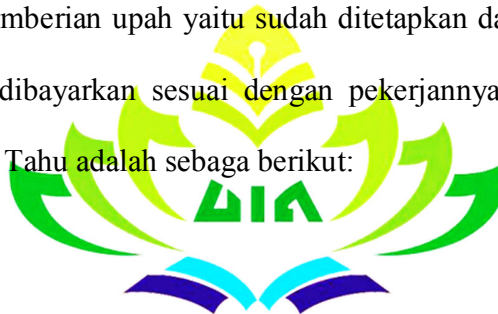 mberian upah yaitu sudah ditetapkan da
dibayarkan sesuai dengan pekerjannya
Tahu adalah sebaga berikut:
UIN